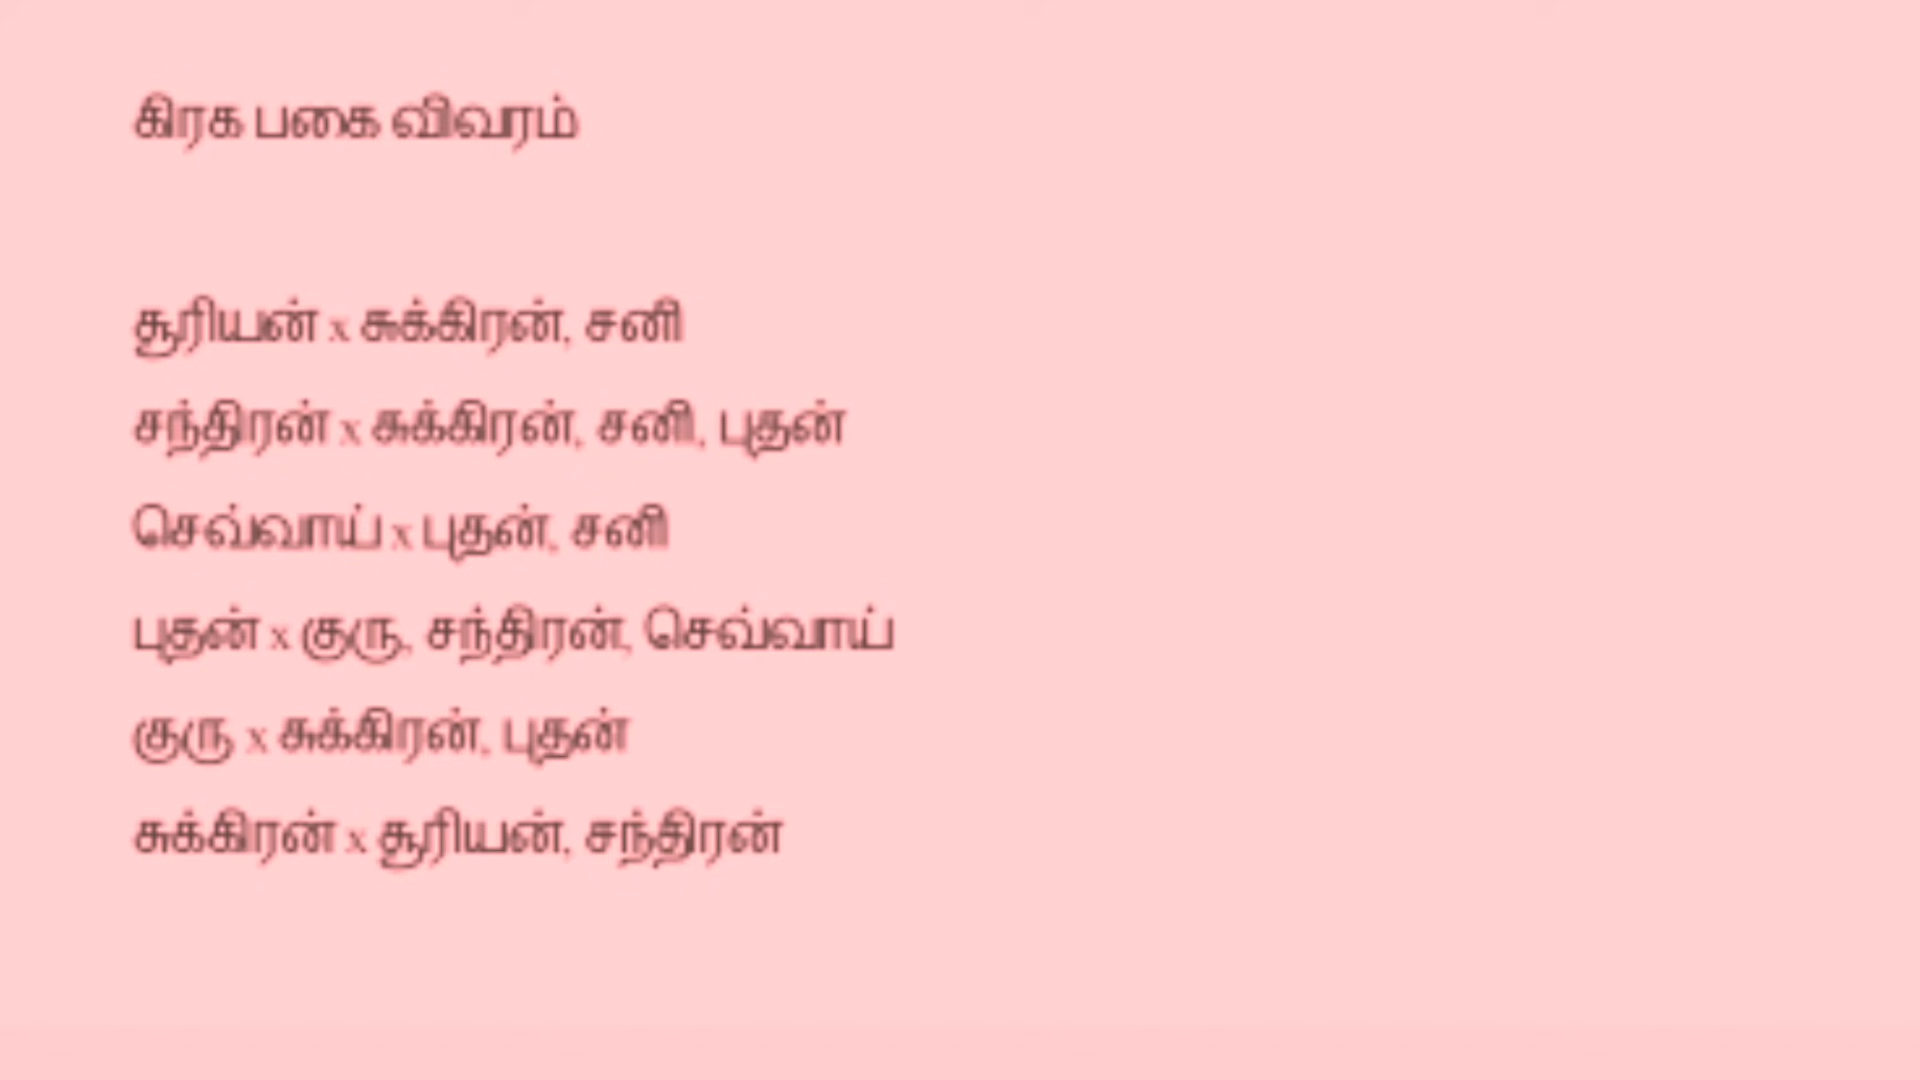 கிரக பகை விவரம்
சூரியன் x சுக்கிரன், சனி
சந்திரன் x சுக்கிரன், சனி, புதன்
செவ்வாய் x புதன், சனி
புதன் x குரு, சந்திரன், செவ்வாய்
குரு x சுக்கிரன், புதன்
சுக்கிரன் x சூரியன், சந்திரன்